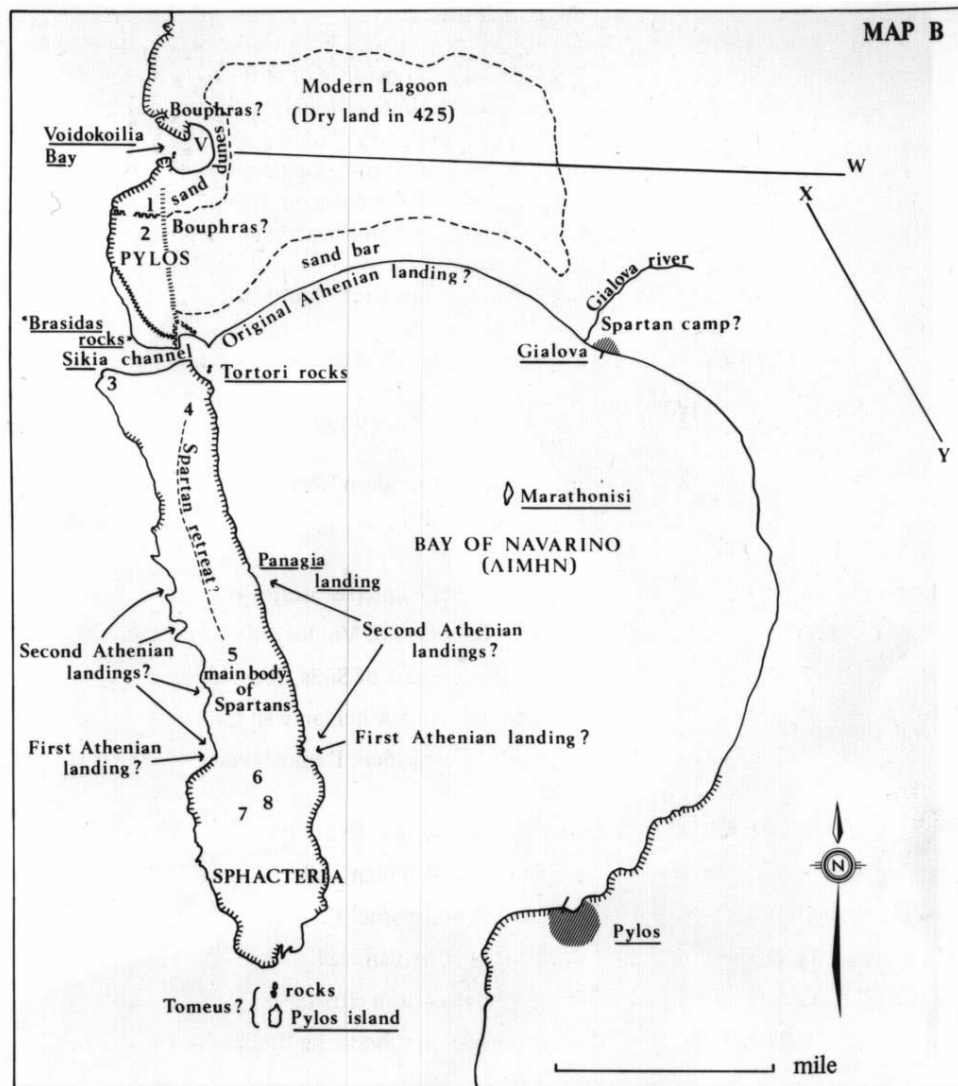 MAP B
Modern Lagoon
(Dry land in 425)
Bouphras?
Voidokoilia
Bay
V
sand dunes
W
X
1
2
Bouphras?
PYLOS
sand bar
Original Athenian landing?
Gialova river
Spartan camp?
Gialova
"Brasidas
rocks"
Sikia channel
Tortori rocks
3
4
Y
Spartan retreat?
Marathonisi
BAY OF NAVARINO
(ΛΙΜΗΝ)
Panagia
landing
Second Athenian
landings?
Second Athenian
landings?
5
main body
of
Spartans
First Athenian
landing?
First Athenian landing?
6
7
8
SPHACTERIA
N
Pylos
Tomeus?
rocks
Pylos island
mile